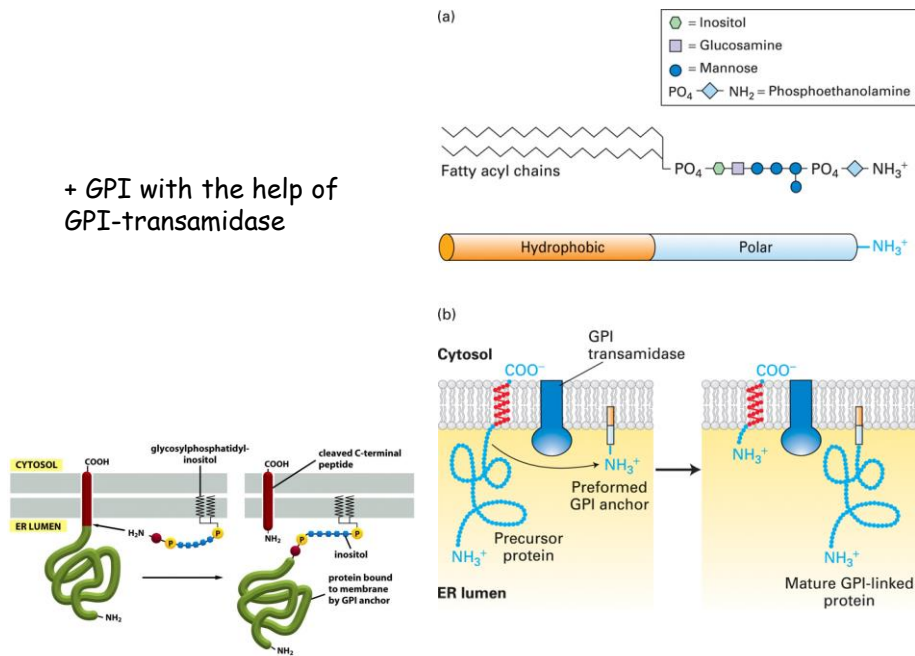 + GPI with the help of
GPI-transamidase
(a)
= Inositol
= Glucosamine
= Mannose
PO4 NH2 = Phosphoethanolamine
Fatty acyl chains
PO4 PO4 NH3+
Hydrophobic Polar NH3+
(b)
GPI
transamidase
Cytosol
COO−
NH3+
Preformed
GPI anchor
Precursor
protein
NH3+
ER lumen
COO−
NH3+
NH3+
Mature GPI-linked
protein
glycosylphosphatidyl-
inositol
cleaved C-terminal
peptide
COOH
COOH
CYTOSOL
ER LUMEN
H2N
P
P
NH2
P
P
inositol
protein bound
to membrane
by GPI anchor
NH2
NH2